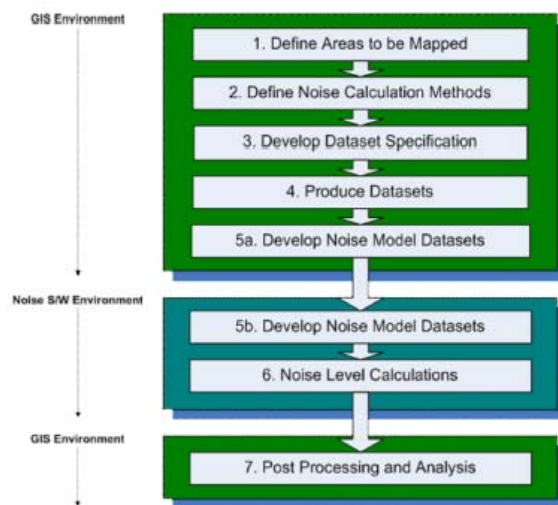 GIS Environment
1. Define Areas to be Mapped
2. Define Noise Calculation Methods
3. Develop Dataset Specification
4. Produce Datasets
5a. Develop Noise Model Datasets
Noise S/W Environment
5b. Develop Noise Model Datasets
6. Noise Level Calculations
GIS Environment
7. Post Processing and Analysis